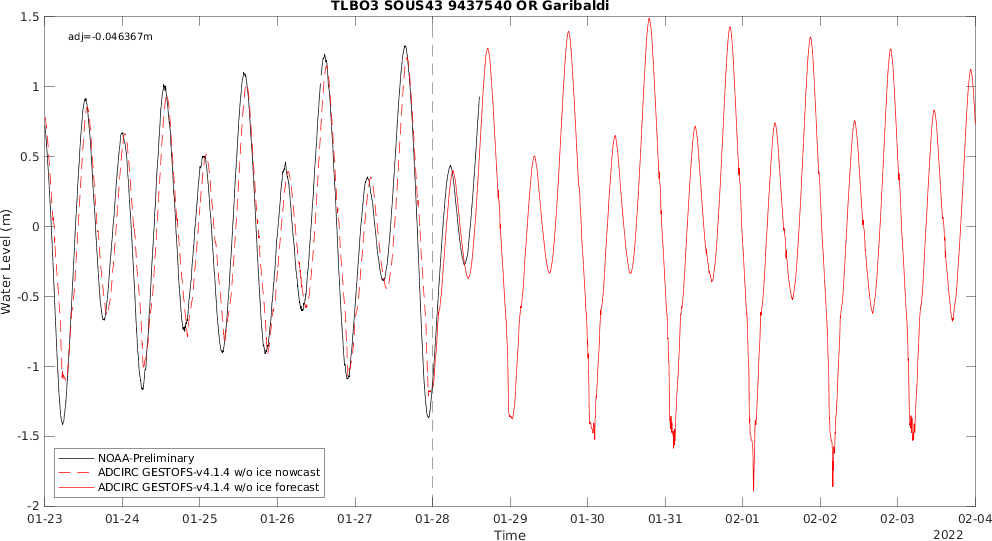 TLBO3 SOUS43 9437540 OR Garibaldi
adj=-0.046367m
1.5
1
0.5
0
-0.5
-1
-1.5
-2
Water Level (m)
NOAA-Preliminary
ADCIRC GESTOFS-v4.1.4 w/o ice nowcast
ADCIRC GESTOFS-v4.1.4 w/o ice forecast
01-23 01-24 01-25 01-26 01-27 01-28 01-29 01-30 01-31 02-01 02-02 02-03 02-04
Time
2022